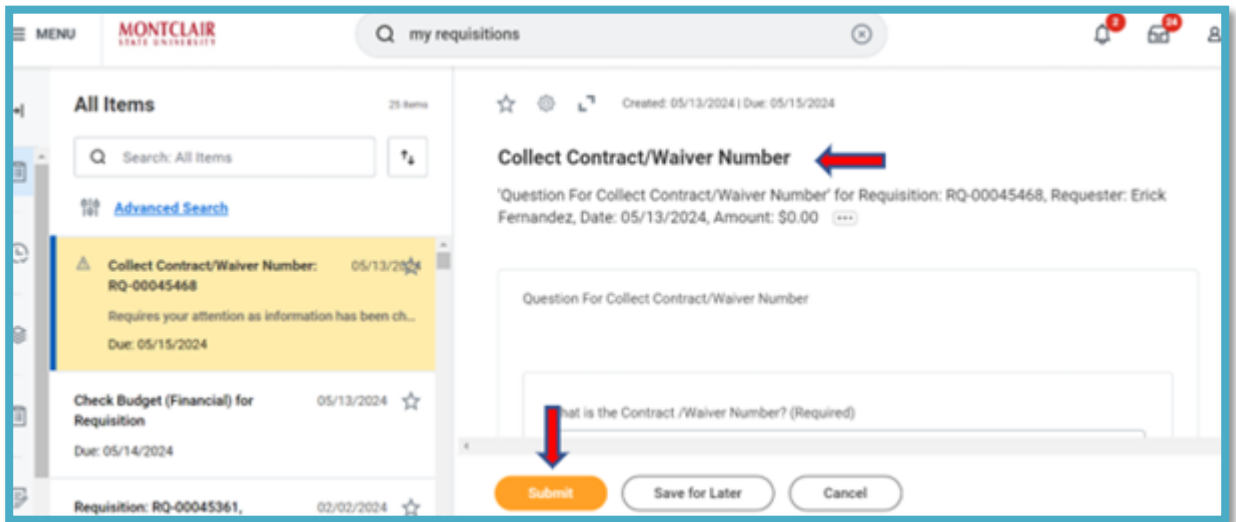 MENU
MONTCLAIR
STATE UNIVERSITY
my requisitions
2
24
All Items
25 items
Search: All Items
Advanced Search
Collect Contract/Waiver Number: 05/13/2024
RQ-00045468
Requires your attention as information has been ch...
Due: 05/15/2024
Check Budget (Financial) for 05/13/2024
Requisition
Due: 05/14/2024
Requisition: RQ-00045361, 02/02/2024
Created: 05/13/2024 | Due: 05/15/2024
Collect Contract/Waiver Number
'Question For Collect Contract/Waiver Number' for Requisition: RQ-00045468, Requester: Erick
Fernandez, Date: 05/13/2024, Amount: $0.00
Question For Collect Contract/Waiver Number
hat is the Contract /Waiver Number? (Required)
Submit
Save for Later
Cancel